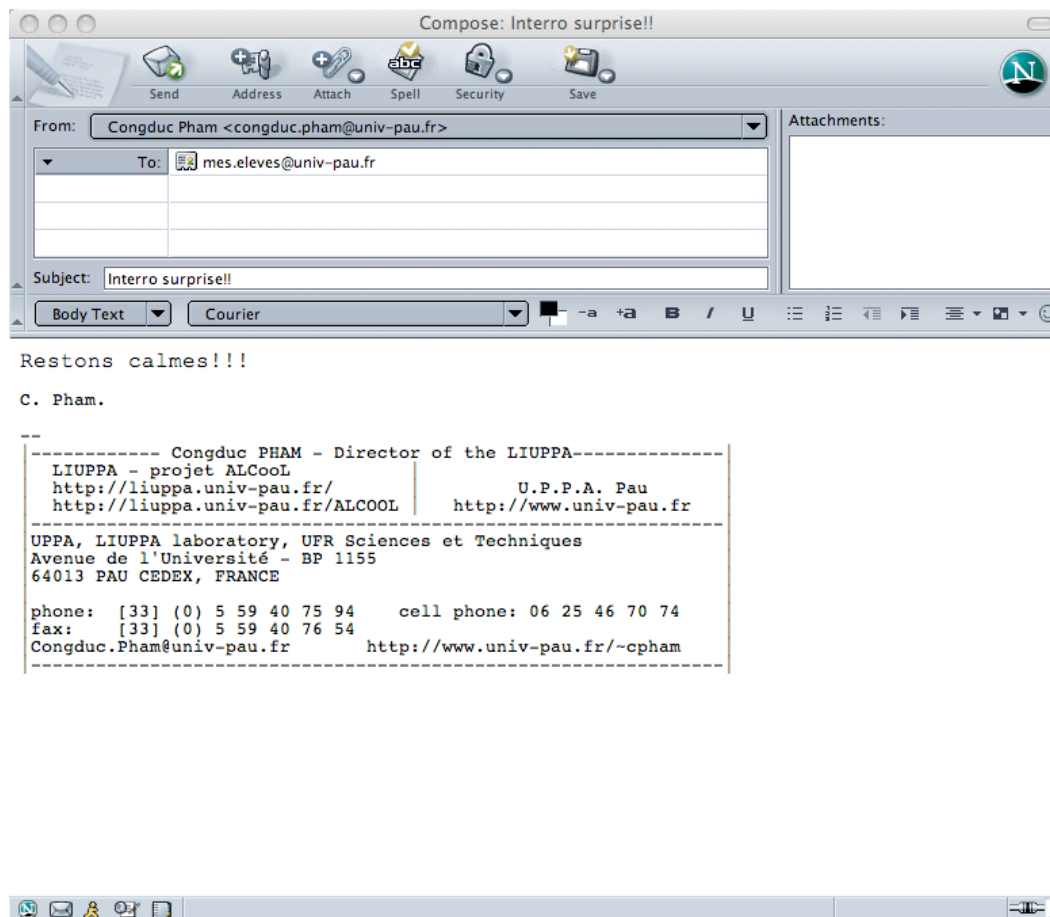 Compose: Interro surprise!!
Send Address Attach Spell Security Save
N
From: Congduc Pham <congduc.pham@univ-pau.fr>
Attachments:
To: mes.eleves@univ-pau.fr
Subject: Interro surprise!!
Body Text Courier -a +a B I U
Restons calmes!!!
C. Pham.
--
|------------ Congduc PHAM - Director of the LIUPPA--------------|
LIUPPA - projet ALCooL |
http://liuppa.univ-pau.fr/ | U.P.P.A. Pau
http://liuppa.univ-pau.fr/ALCOOL | http://www.univ-pau.fr
|----------------------------------------------------------------|
UPPA, LIUPPA laboratory, UFR Sciences et Techniques
Avenue de l'Université - BP 1155
64013 PAU CEDEX, FRANCE
phone: [33] (0) 5 59 40 75 94 cell phone: 06 25 46 70 74
fax: [33] (0) 5 59 40 76 54
Congduc.Pham@univ-pau.fr http://www.univ-pau.fr/~cpham
|----------------------------------------------------------------|